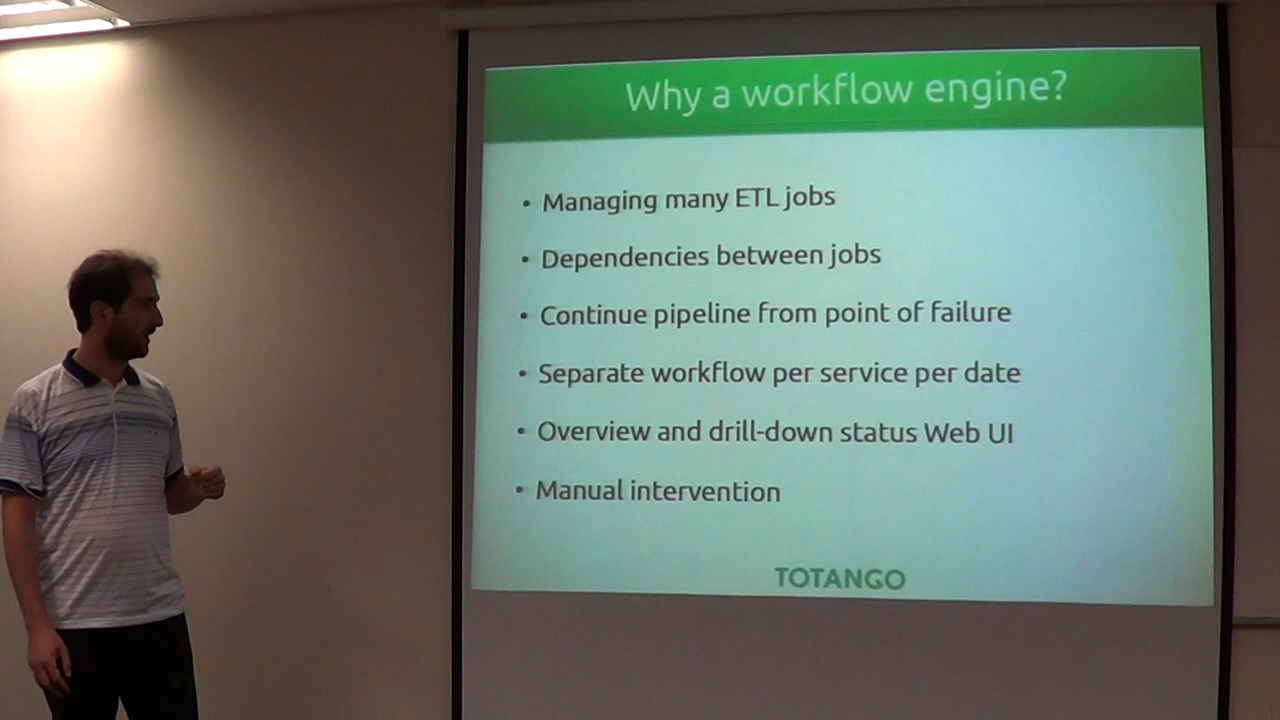 Why a workflow engine?
• Managing many ETL jobs
• Dependencies between jobs
• Continue pipeline from point of failure
• Separate workflow per service per date
• Overview and drill-down status Web UI
• Manual intervention
TOTANGO